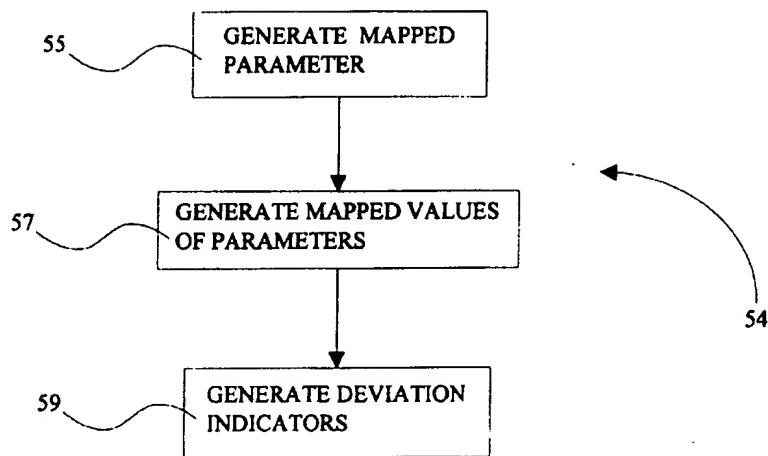 55
GENERATE MAPPED
PARAMETER
57
GENERATE MAPPED VALUES
OF PARAMETERS
54
59
GENERATE DEVIATION
INDICATORS